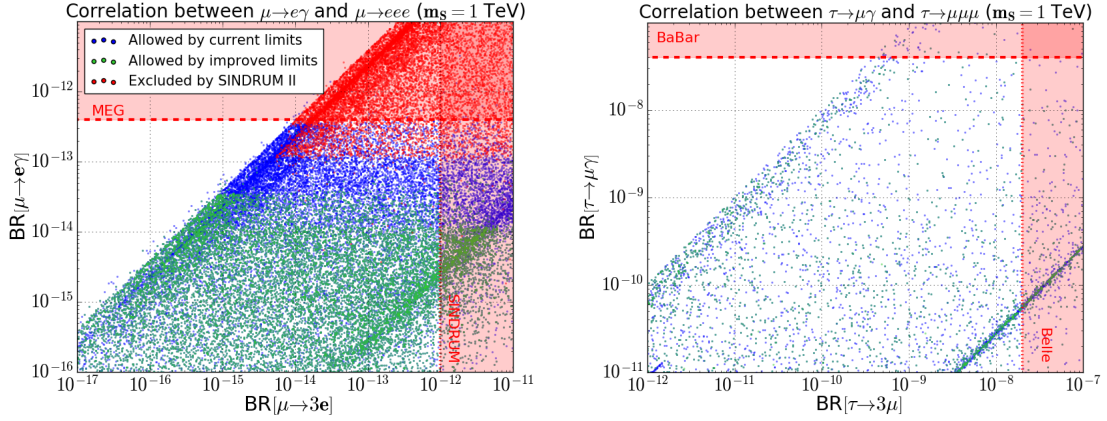 Correlation between μ→eγ and μ→eee (m_S = 1 TeV)
Allowed by current limits
Allowed by improved limits
Excluded by SINDRUM II
MEG
SINDRUM
BR[μ→eγ]
10^{-12}
10^{-13}
10^{-14}
10^{-15}
10^{-16}
10^{-17} 10^{-16} 10^{-15} 10^{-14} 10^{-13} 10^{-12} 10^{-11}
BR[μ→3e]
Correlation between τ→μγ and τ→μμμ (m_S = 1 TeV)
BaBar
Belle
BR[τ→μγ]
10^{-8}
10^{-9}
10^{-10}
10^{-11}
10^{-12} 10^{-11} 10^{-10} 10^{-9} 10^{-8} 10^{-7}
BR[τ→3μ]